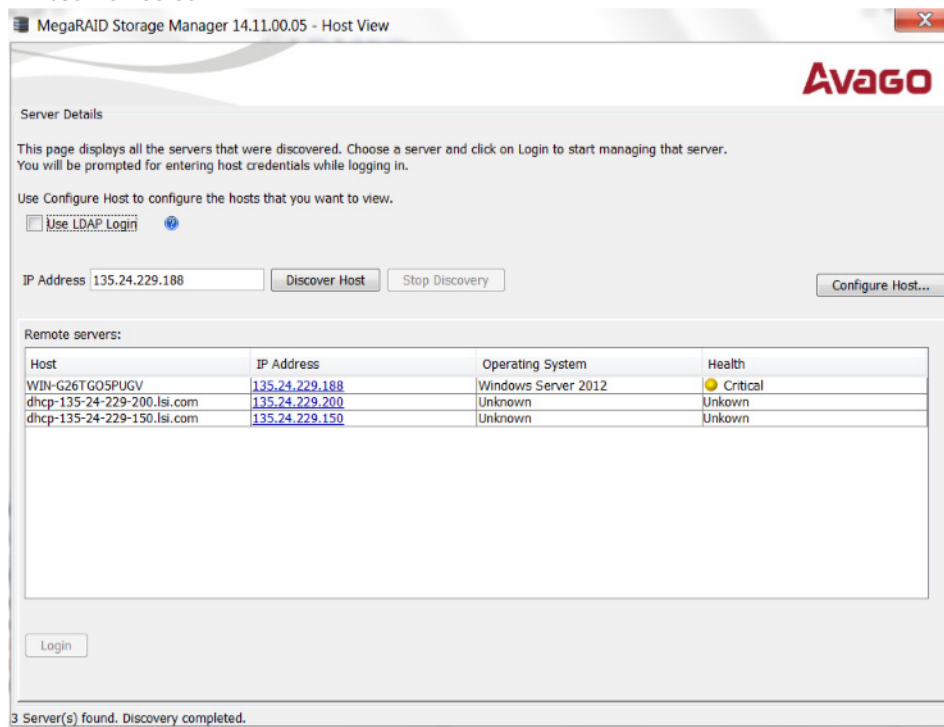 MegaRAID Storage Manager 14.11.00.05 - Host View
Avago
Server Details
This page displays all the servers that were discovered. Choose a server and click on Login to start managing that server.
You will be prompted for entering host credentials while logging in.
Use Configure Host to configure the hosts that you want to view.
Use LDAP Login
IP Address 135.24.229.188 Discover Host Stop Discovery Configure Host...
Remote servers:
Host IP Address Operating System Health
WIN-G26TGO5PUGV 135.24.229.188 Windows Server 2012 Critical
dhcp-135-24-229-200.lsi.com 135.24.229.200 Unknown Unkown
dhcp-135-24-229-150.lsi.com 135.24.229.150 Unknown Unkown
Login
3 Server(s) found. Discovery completed.